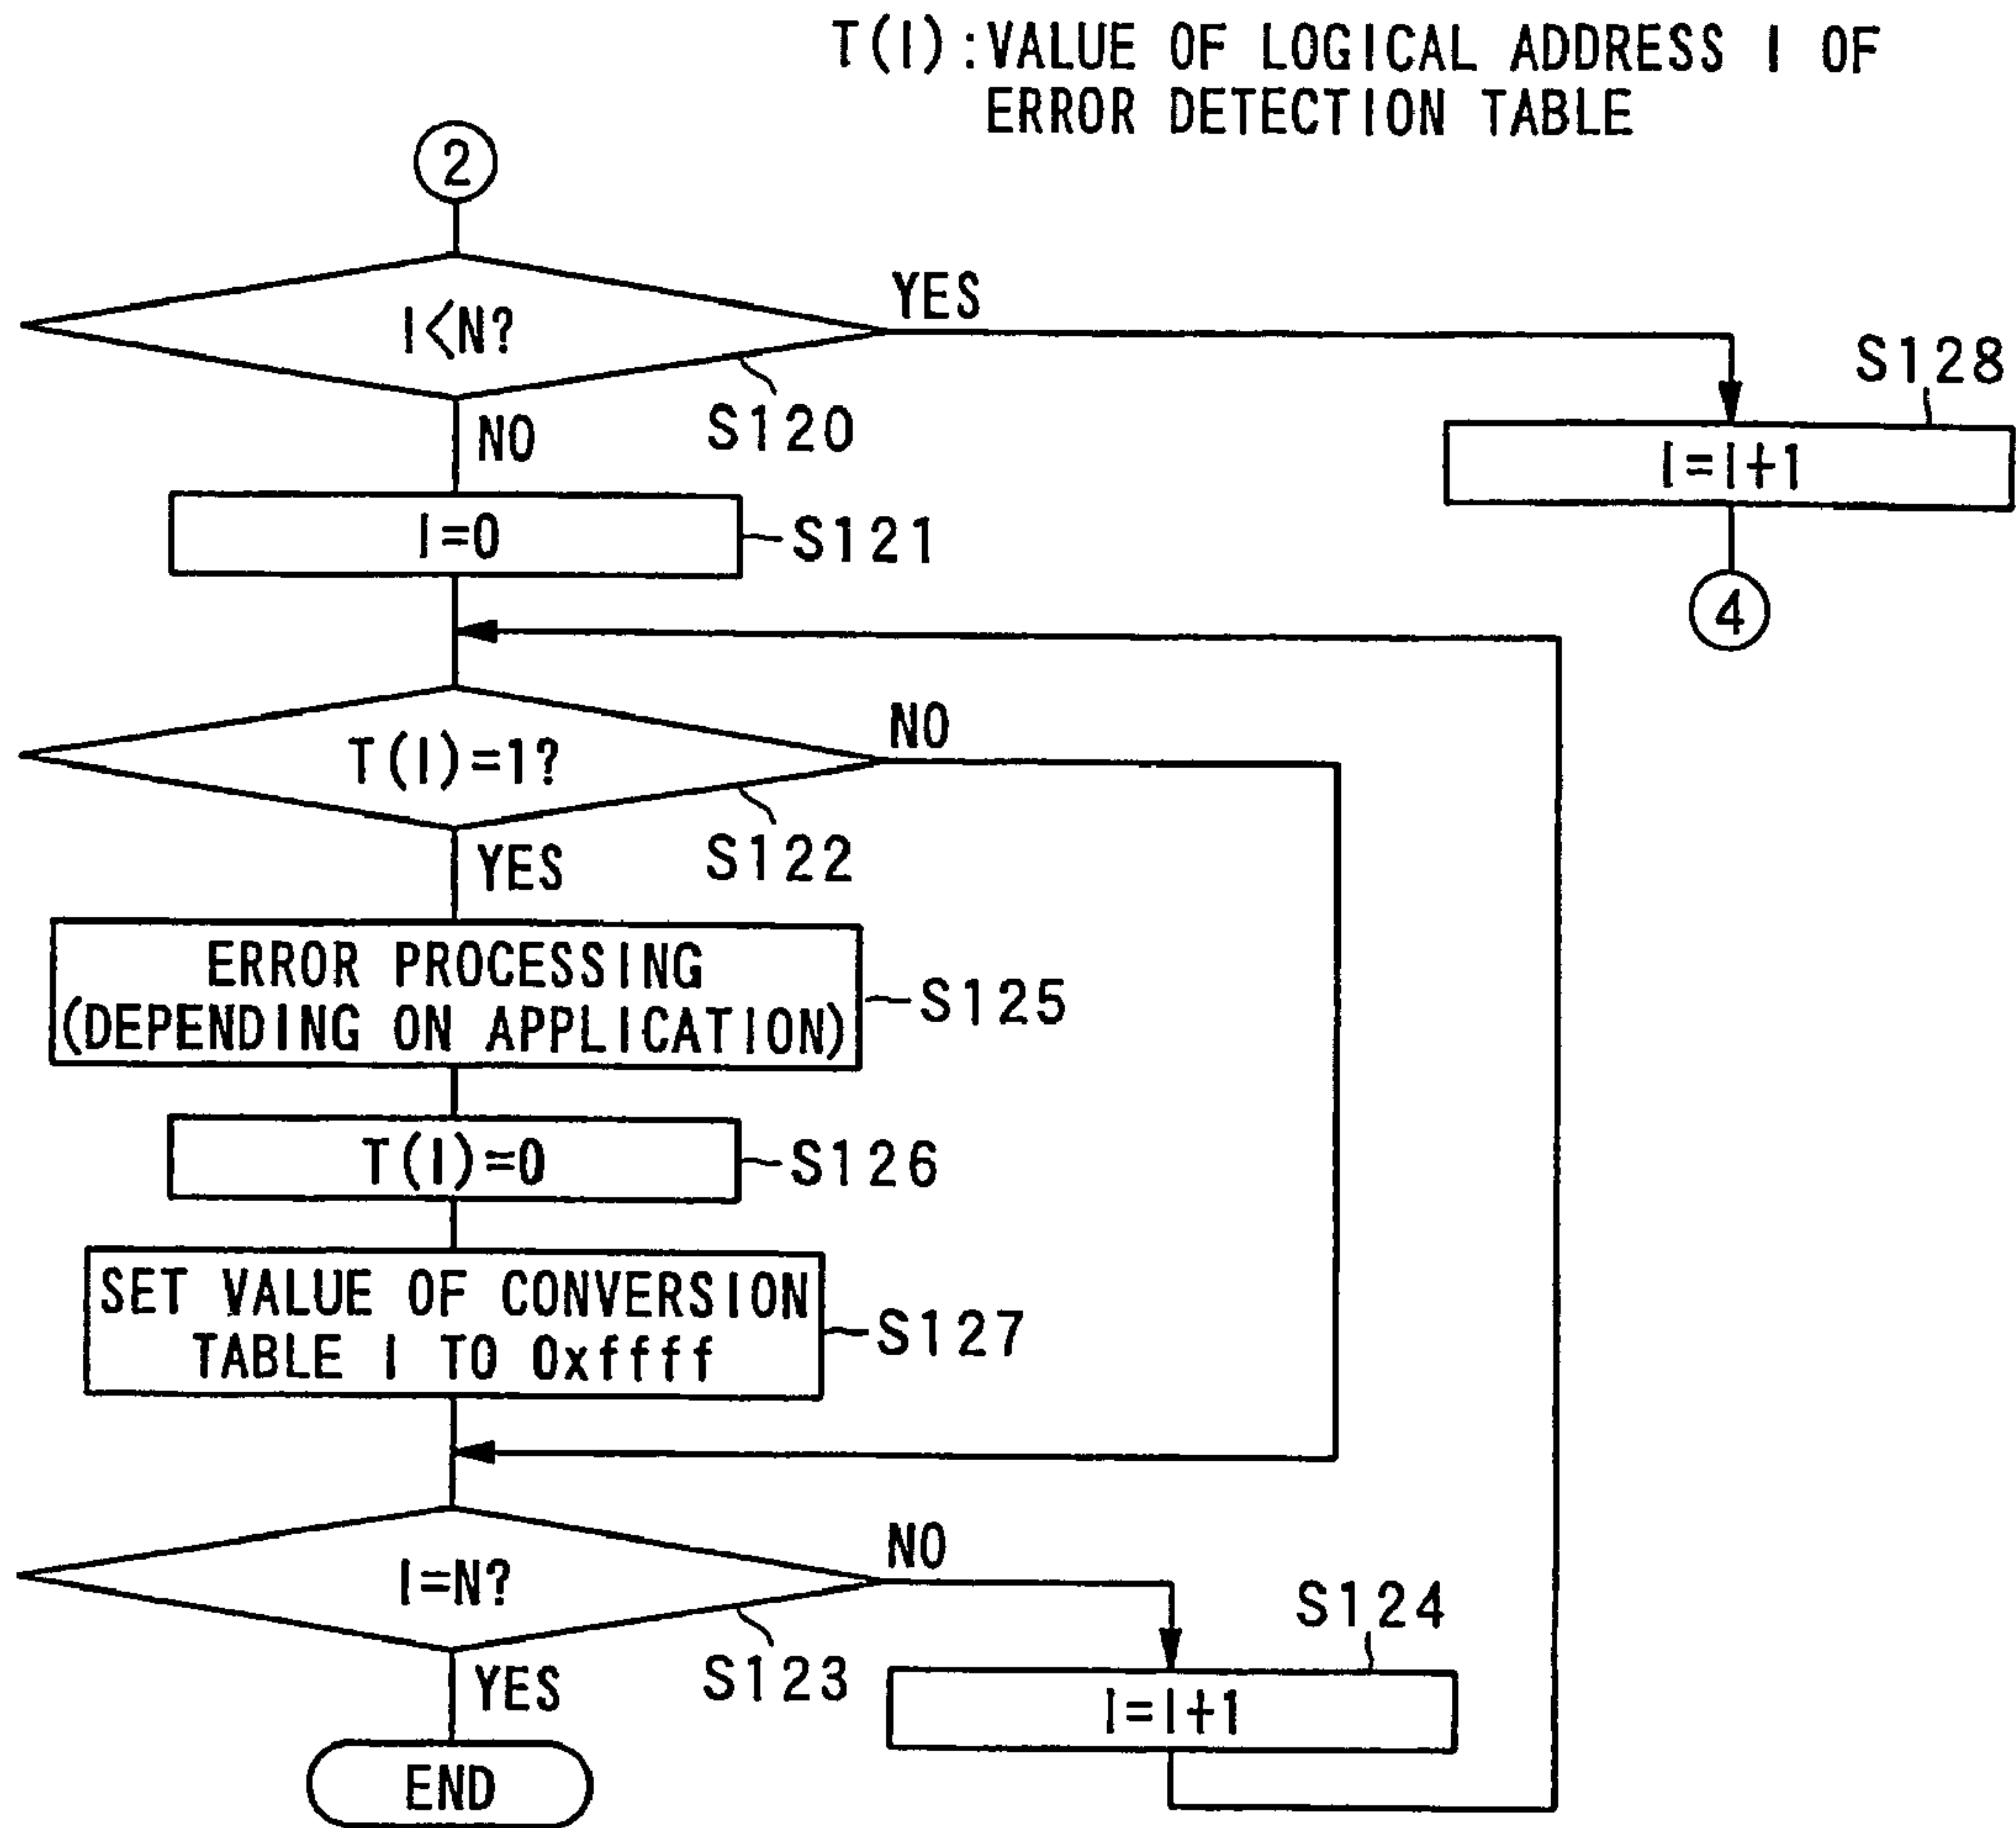 T(I):VALUE OF LOGICAL ADDRESS I OF
ERROR DETECTION TABLE
2
I<N?
YES
S120
NO
S128
I=I+1
4
I=0
S121
T(I)=1?
NO
S122
YES
ERROR PROCESSING
(DEPENDING ON APPLICATION)
S125
T(I)=0
S126
SET VALUE OF CONVERSION
TABLE I TO 0xffff
S127
I=N?
NO
S123
YES
S124
I=I+1
END